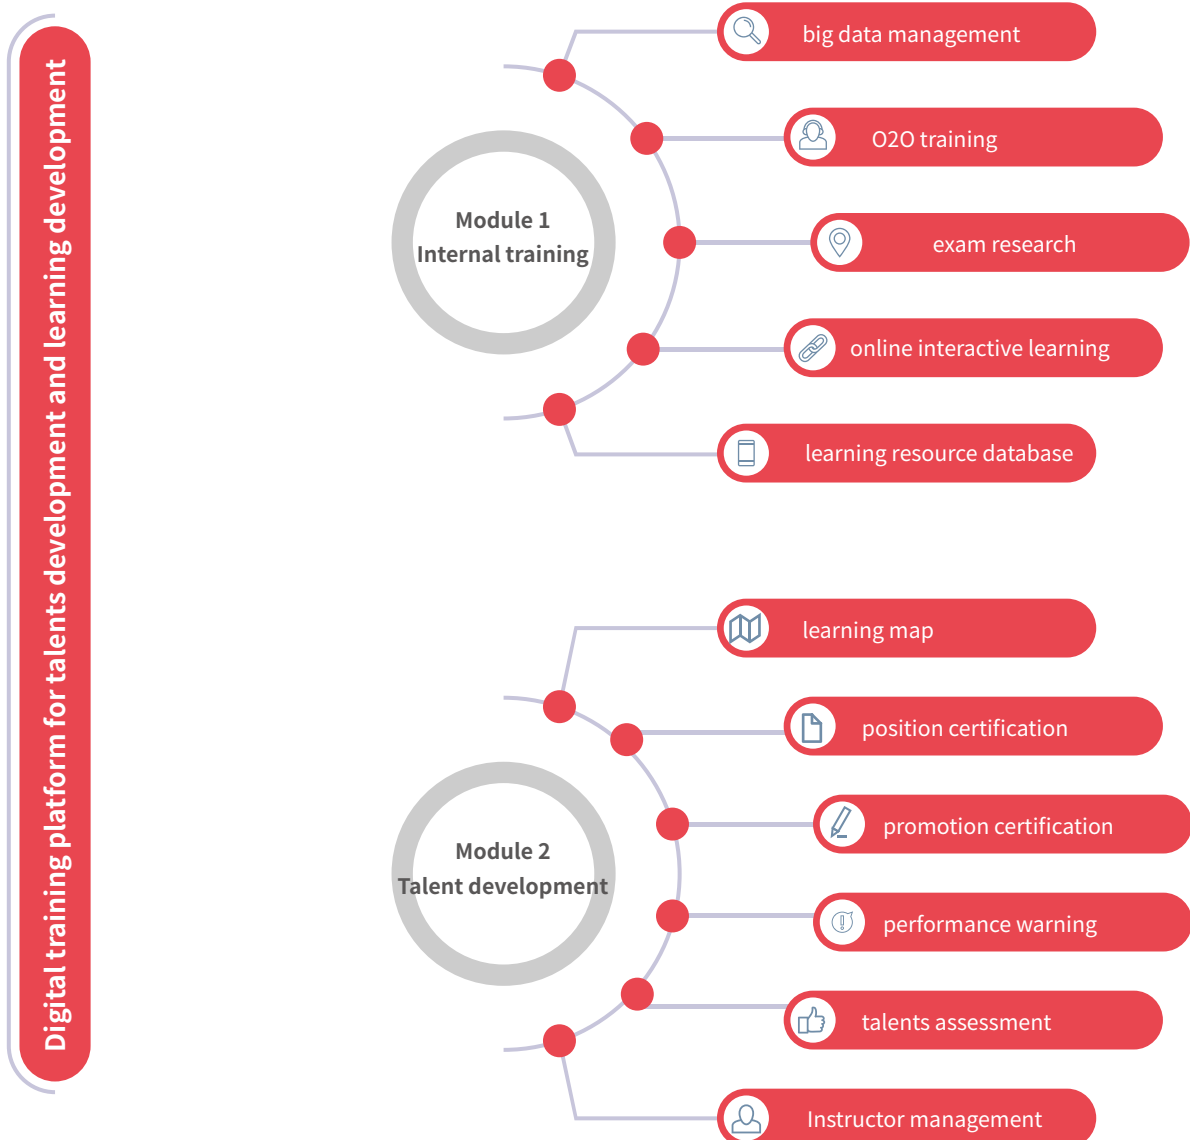 Digital training platform for talents development and learning development
Module 1
Internal training
big data management
O2O training
exam research
online interactive learning
learning resource database
Module 2
Talent development
learning map
position certification
promotion certification
performance warning
talents assessment
Instructor management